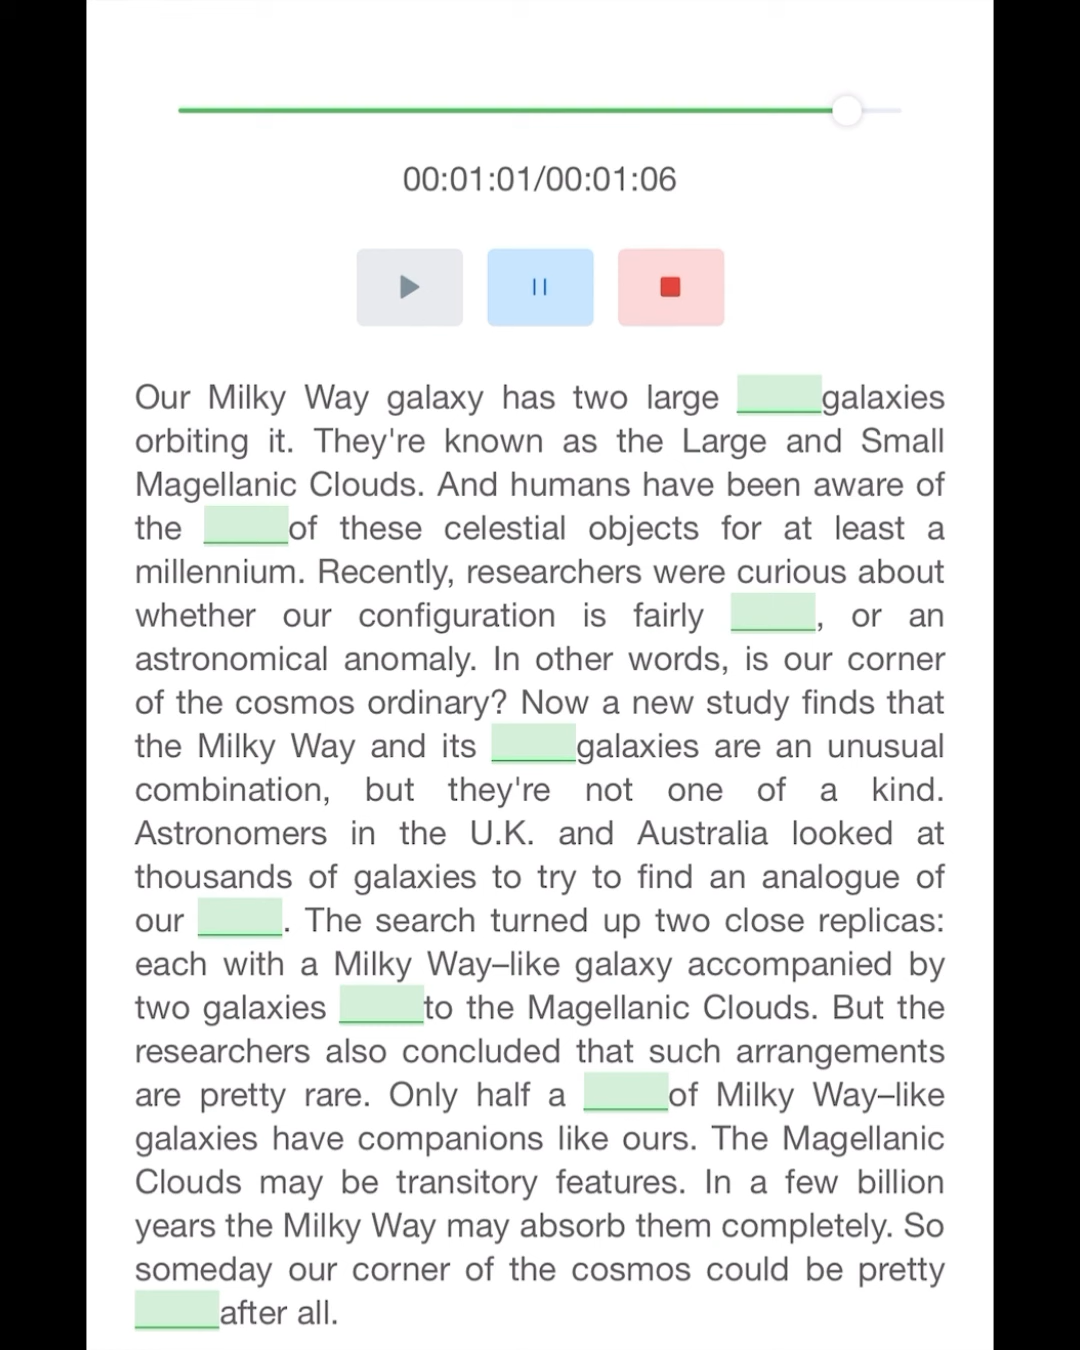 00:01:01/00:01:06
Our Milky Way galaxy has two large galaxies
orbiting it. They're known as the Large and Small
Magellanic Clouds. And humans have been aware of
the of these celestial objects for at least a
millennium. Recently, researchers were curious about
whether our configuration is fairly , or an
astronomical anomaly. In other words, is our corner
of the cosmos ordinary? Now a new study finds that
the Milky Way and its galaxies are an unusual
combination, but they're not one of a kind.
Astronomers in the U.K. and Australia looked at
thousands of galaxies to try to find an analogue of
our . The search turned up two close replicas:
each with a Milky Way–like galaxy accompanied by
two galaxies to the Magellanic Clouds. But the
researchers also concluded that such arrangements
are pretty rare. Only half a of Milky Way–like
galaxies have companions like ours. The Magellanic
Clouds may be transitory features. In a few billion
years the Milky Way may absorb them completely. So
someday our corner of the cosmos could be pretty
after all.